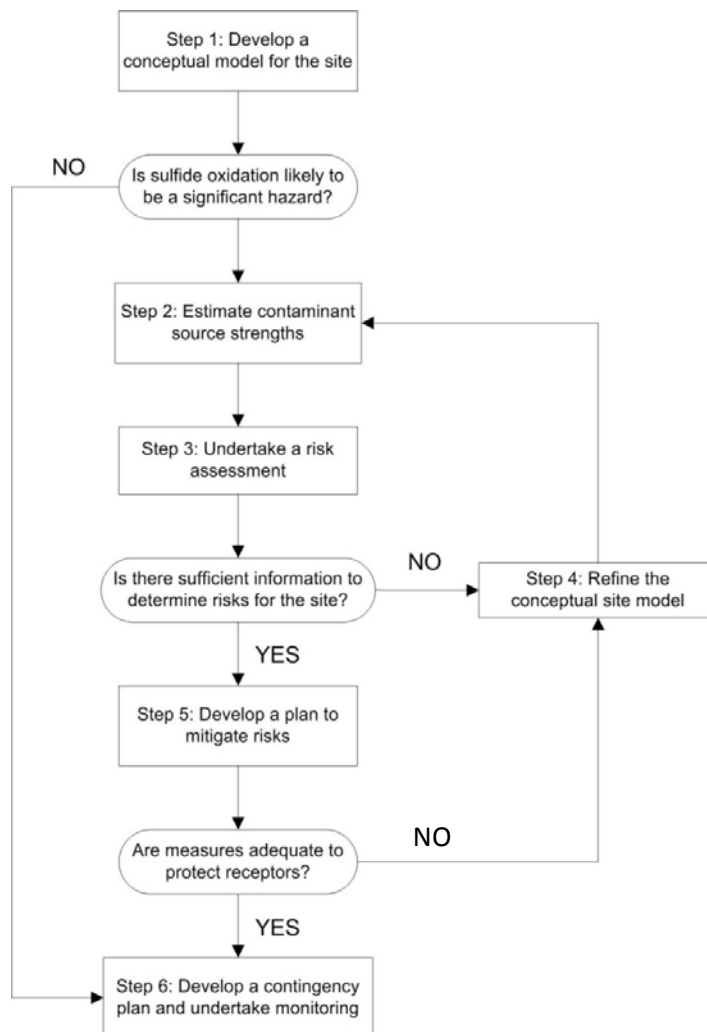 Step 1: Develop a
conceptual model for the site
NO
Is sulfide oxidation likely to
be a significant hazard?
Step 2: Estimate contaminant
source strengths
Step 3: Undertake a risk
assessment
Is there sufficient information to
determine risks for the site?
NO
Step 4: Refine the
conceptual site model
YES
Step 5: Develop a plan to
mitigate risks
Are measures adequate to
protect receptors?
NO
YES
Step 6: Develop a contingency
plan and undertake monitoring